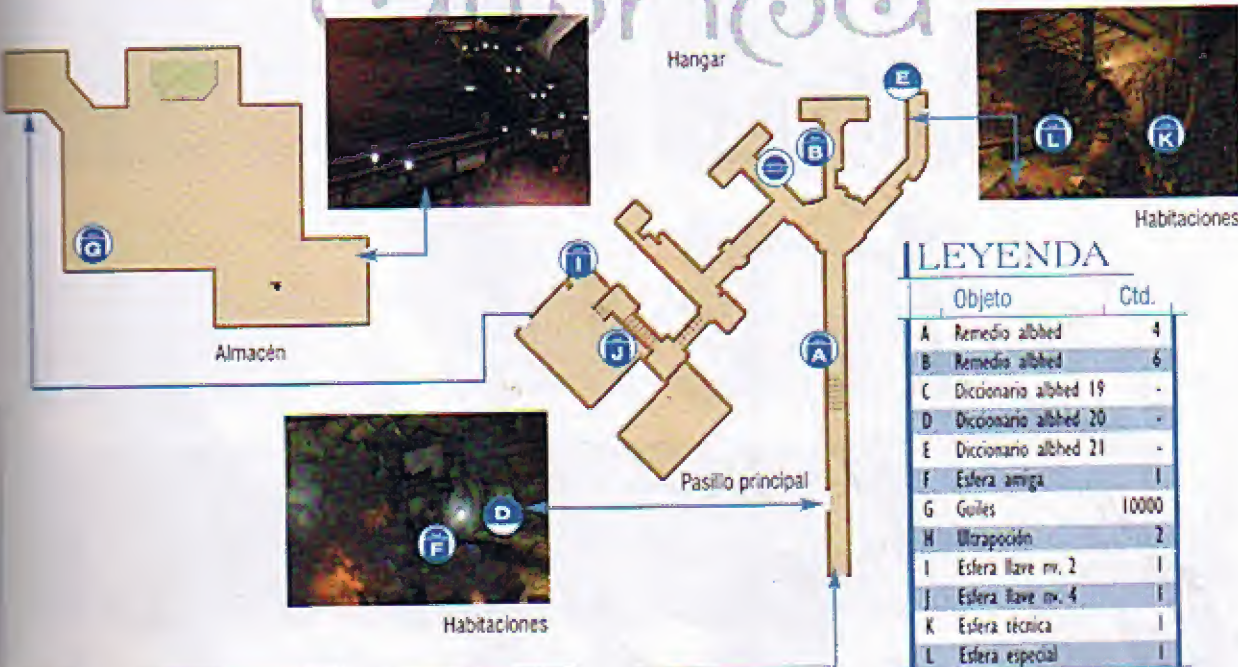 Hangar
E
B
L
K
Habitaciones
G
I
J
A
Almacén
LEYENDA
Objeto Ctd.
A Remedio albhed 4
B Remedio albhed 6
C Diccionario albhed 19 -
D Diccionario albhed 20 -
E Diccionario albhed 21 -
F Esfera amiga 1
G Guiles 10000
H Ultrapoción 2
I Esfera llave nv. 2 1
J Esfera llave nv. 4 1
K Esfera técnica 1
L Esfera especial 1
Pasillo principal
D
F
Habitaciones